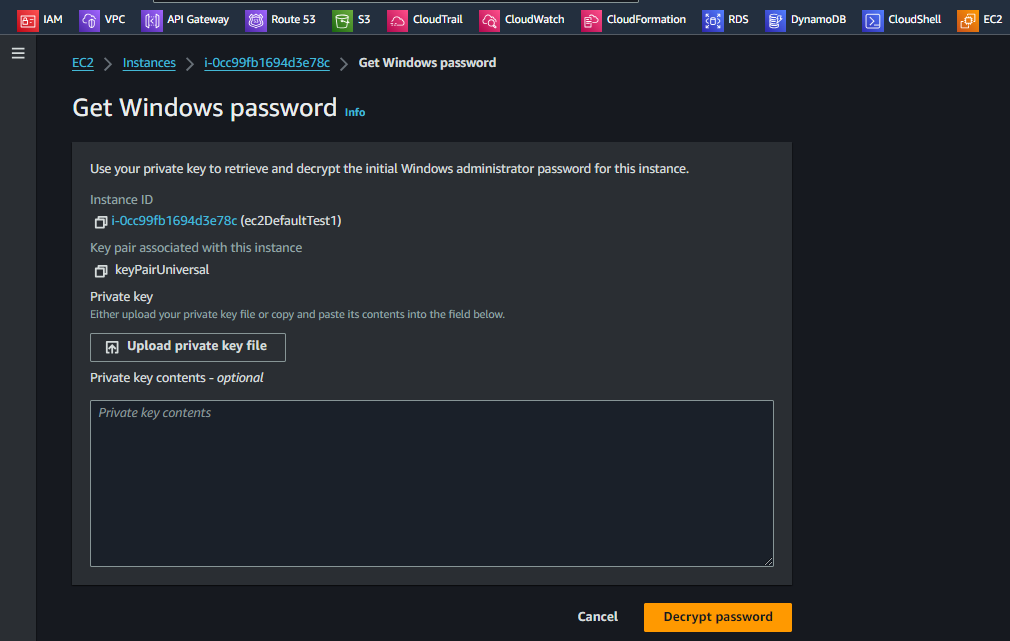 IAM VPC API Gateway Route 53 S3 CloudTrail CloudWatch CloudFormation RDS DynamoDB CloudShell EC2
EC2 > Instances > i-0cc99fb1694d3e78c > Get Windows password
Get Windows password Info
Use your private key to retrieve and decrypt the initial Windows administrator password for this instance.
Instance ID
i-0cc99fb1694d3e78c (ec2DefaultTest1)
Key pair associated with this instance
keyPairUniversal
Private key
Either upload your private key file or copy and paste its contents into the field below.
Upload private key file
Private key contents - optional
Private key contents
Cancel Decrypt password